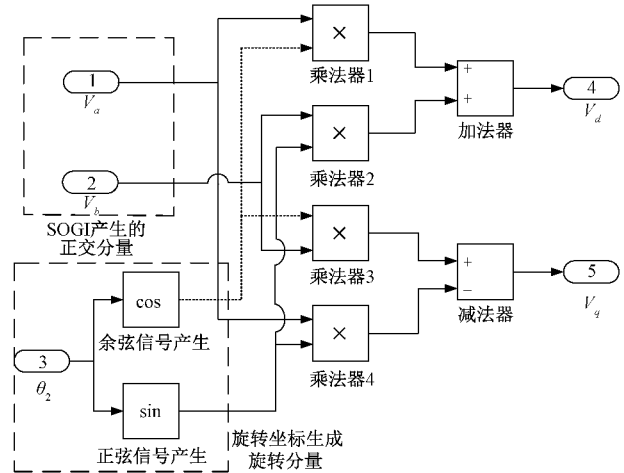 1
V_a
2
V_b
SOGI产生的
正交分量
3
θ_2
cos
余弦信号产生
sin
正弦信号产生
旋转坐标生成
旋转分量
×
乘法器1
×
乘法器2
×
乘法器3
×
乘法器4
+
+
加法器
+
−
减法器
4
V_d
5
V_q